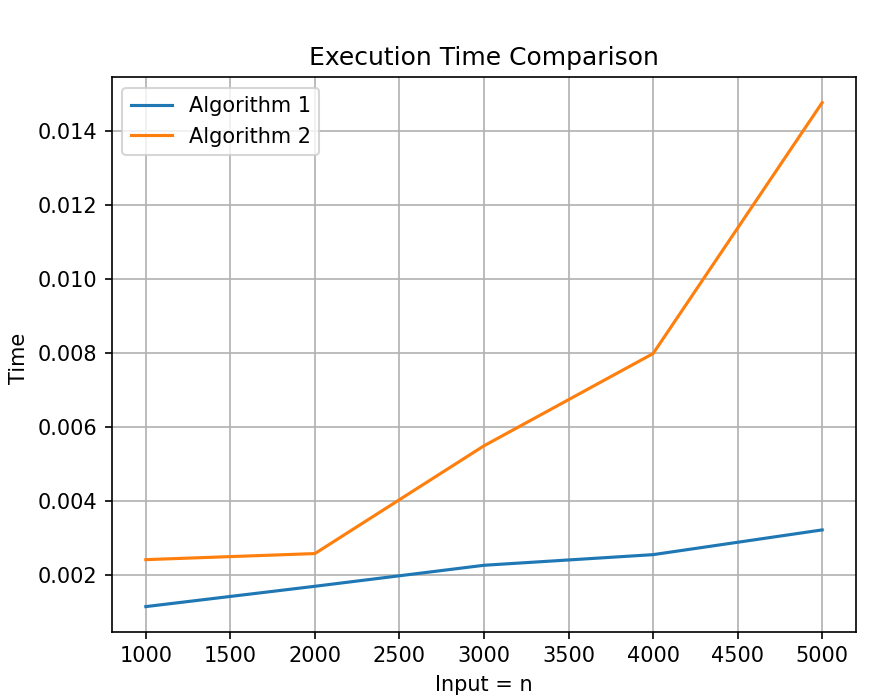 Execution Time Comparison
Algorithm 1
Algorithm 2
0.014
0.012
0.010
0.008
0.006
0.004
0.002
Time
1000 1500 2000 2500 3000 3500 4000 4500 5000
Input = n